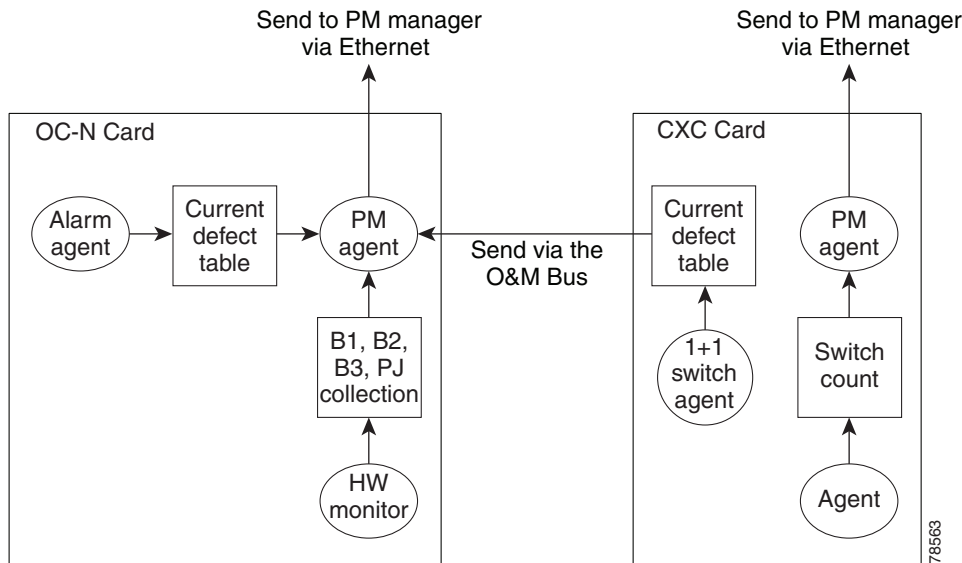 Send to PM manager
via Ethernet
Send to PM manager
via Ethernet
OC-N Card
CXC Card
Alarm
agent
Current
defect
table
PM
agent
Send via the
O&M Bus
Current
defect
table
PM
agent
B1, B2,
B3, PJ
collection
1+1
switch
agent
Switch
count
HW
monitor
Agent
78563